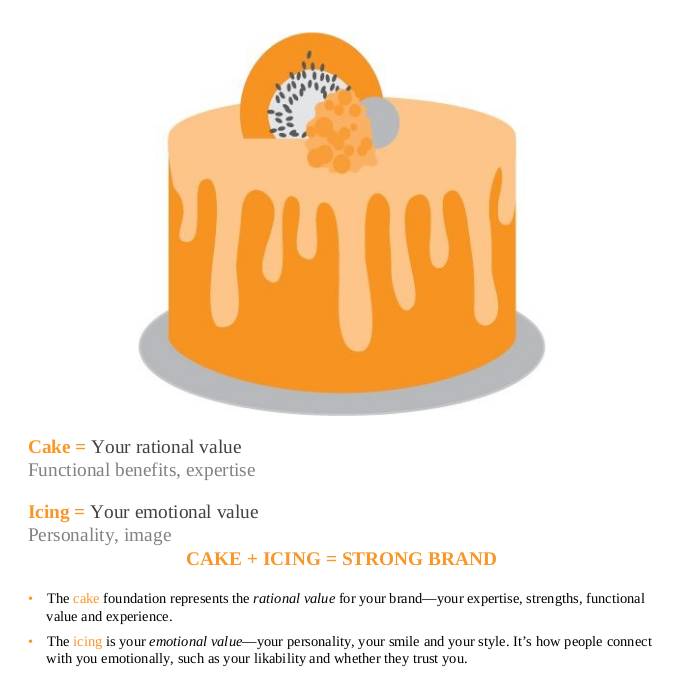 Cake = Your rational value
Functional benefits, expertise
Icing = Your emotional value
Personality, image
CAKE + ICING = STRONG BRAND
• The cake foundation represents the rational value for your brand—your expertise, strengths, functional
value and experience.
• The icing is your emotional value—your personality, your smile and your style. It’s how people connect
with you emotionally, such as your likability and whether they trust you.